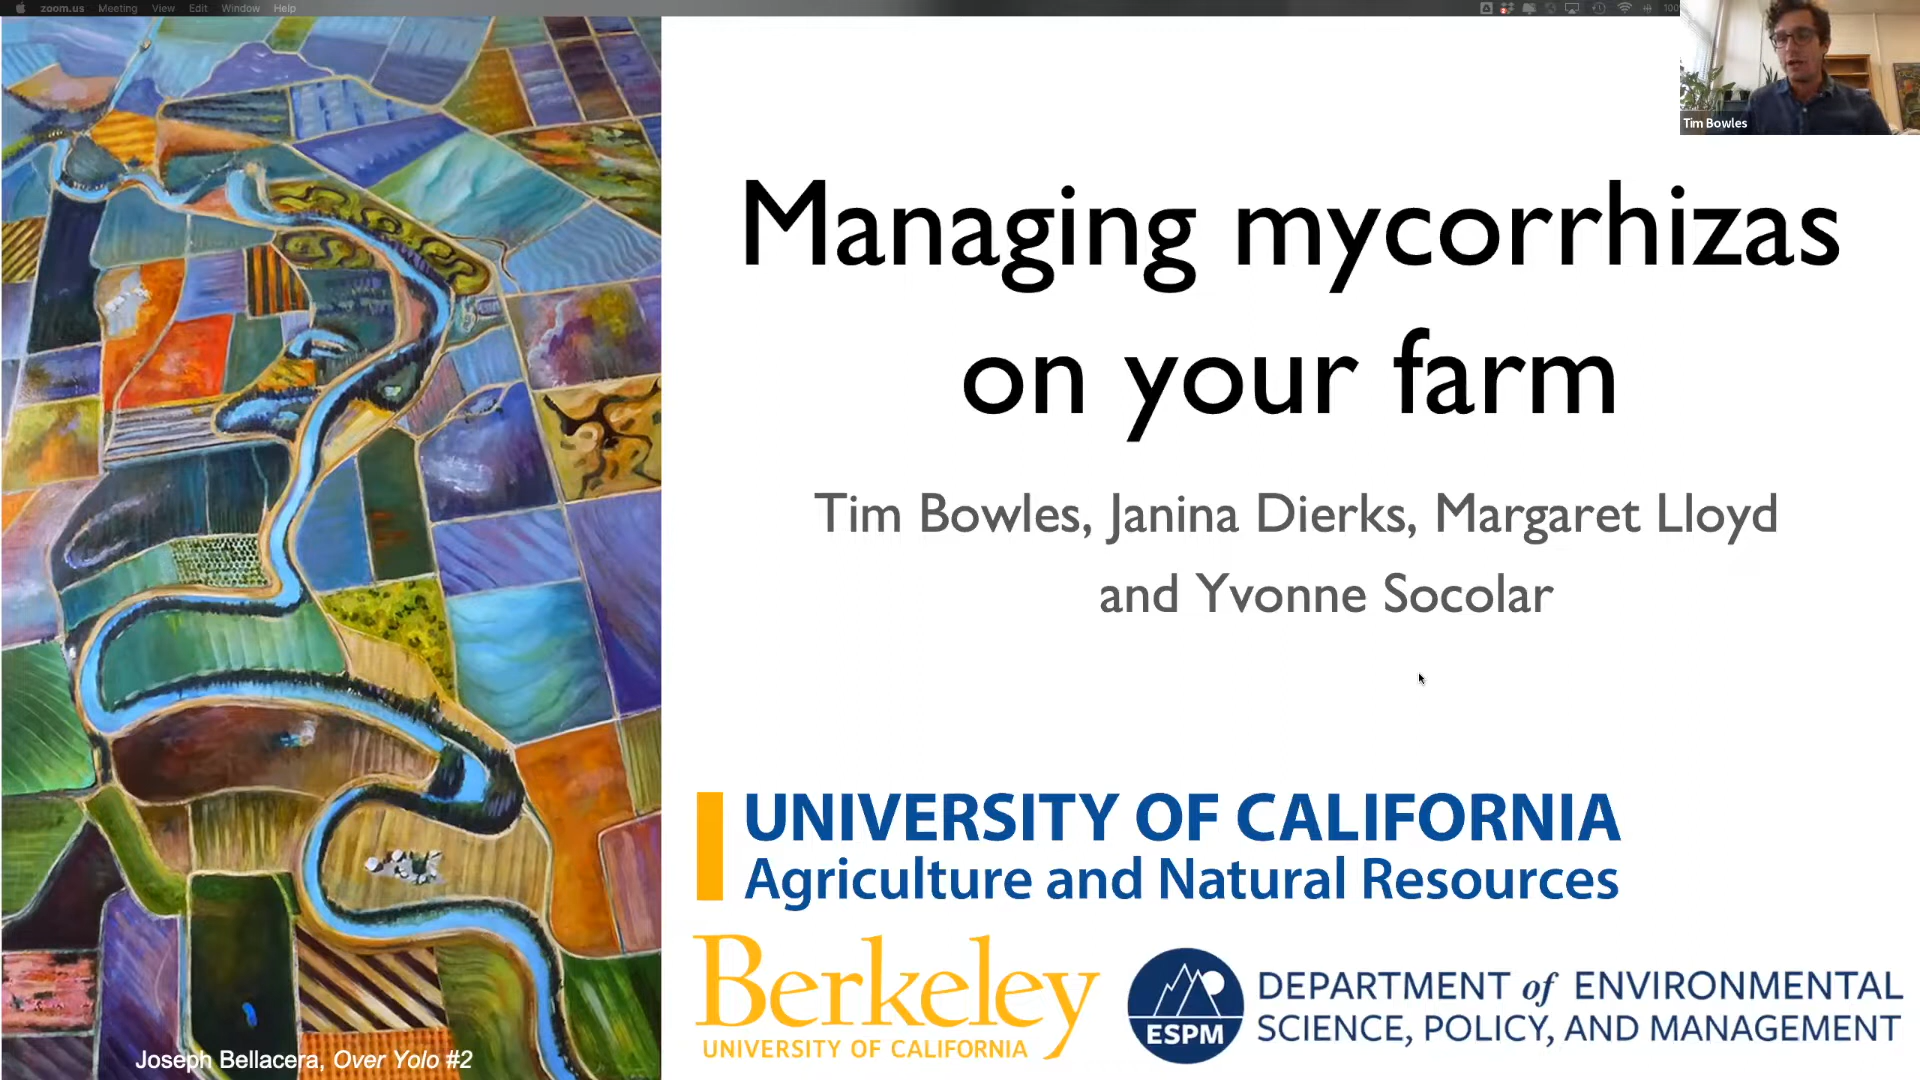 zoom.us Meeting View Edit Window Help
100
Tim Bowles
Managing mycorrhizas
on your farm
Tim Bowles, Janina Dierks, Margaret Lloyd
and Yvonne Socolar
UNIVERSITY OF CALIFORNIA
Agriculture and Natural Resources
Berkeley
UNIVERSITY OF CALIFORNIA
ESPM
DEPARTMENT of ENVIRONMENTAL
SCIENCE, POLICY, AND MANAGEMENT
Joseph Bellacera, Over Yolo #2